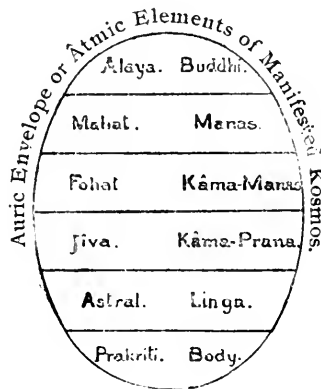 Auric Envelope or Âtmic Elements of Manifested Kosmos.
Alaya. Buddhi.
Mahat. Manas.
Fohat Kâma-Manas
Jîva. Kâma-Prana.
Astral. Linga.
Prakriti. Body.